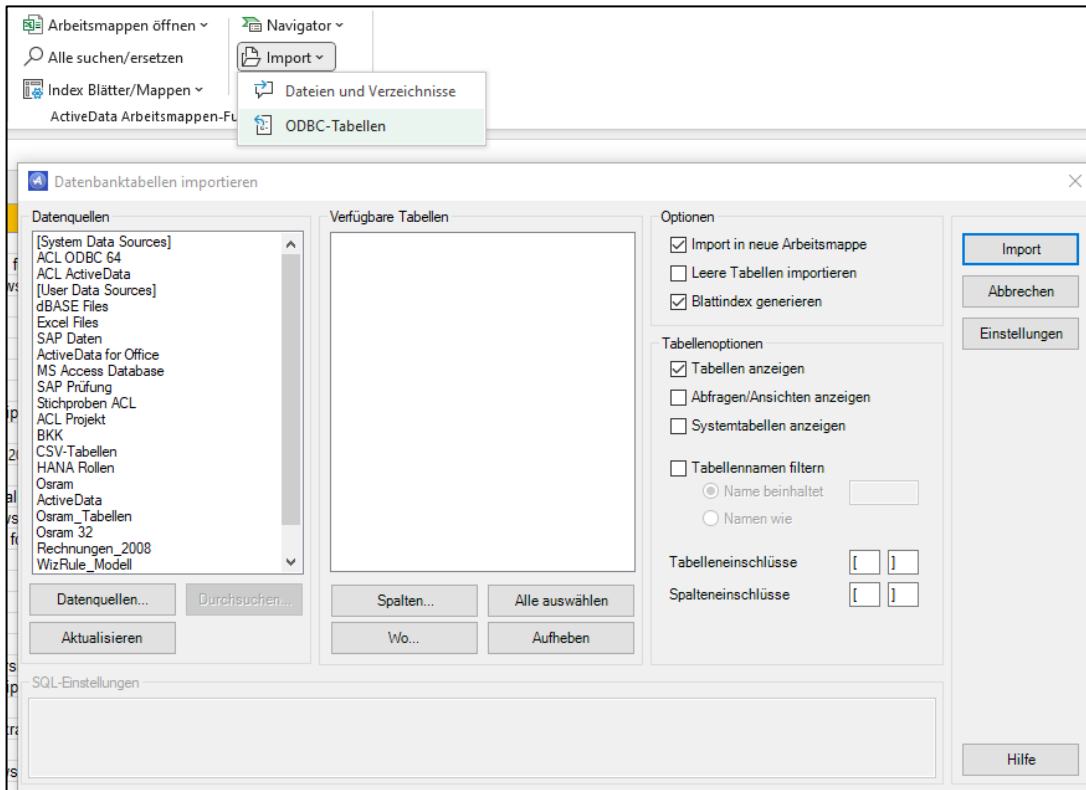 Arbeitsmappen öffnen
Navigator
Alle suchen/ersetzen
Import
Index Blätter/Mappen
Dateien und Verzeichnisse
ActiveData Arbeitsmappen-Fu
ODBC-Tabellen
Datenbanktabellen importieren
Datenquellen
[System Data Sources]
ACL ODBC 64
ACL ActiveData
[User Data Sources]
dBASE Files
Excel Files
SAP Daten
ActiveData for Office
MS Access Database
SAP Prüfung
Stichproben ACL
ACL Projekt
BKK
CSV-Tabellen
HANA Rollen
Osram
ActiveData
Osram_Tabellen
Osram 32
Rechnungen_2008
WizRule_Modell
Datenquellen...
Durchsuchen...
Aktualisieren
Verfügbare Tabellen
Spalten...
Alle auswählen
Wo...
Aufheben
Optionen
Import in neue Arbeitsmappe
Leere Tabellen importieren
Blattindex generieren
Tabellenoptionen
Tabellen anzeigen
Abfragen/Ansichten anzeigen
Systemtabellen anzeigen
Tabellennamen filtern
Name beinhaltet
Namen wie
Tabelleneinschlüsse [ ]
Spalteneinschlüsse [ ]
Import
Abbrechen
Einstellungen
SQL-Einstellungen
Hilfe